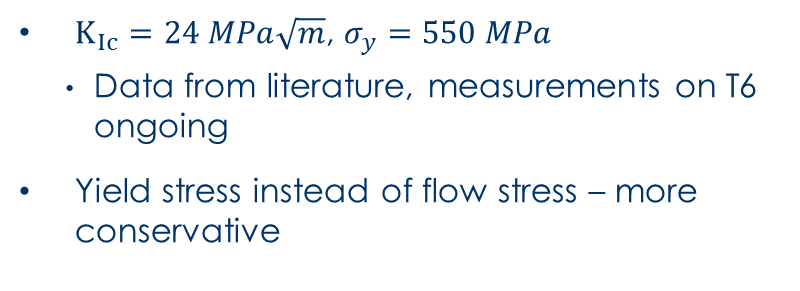 • K_Ic = 24 MPa√m, σ_y = 550 MPa
• Data from literature, measurements on T6
ongoing
• Yield stress instead of flow stress – more
conservative